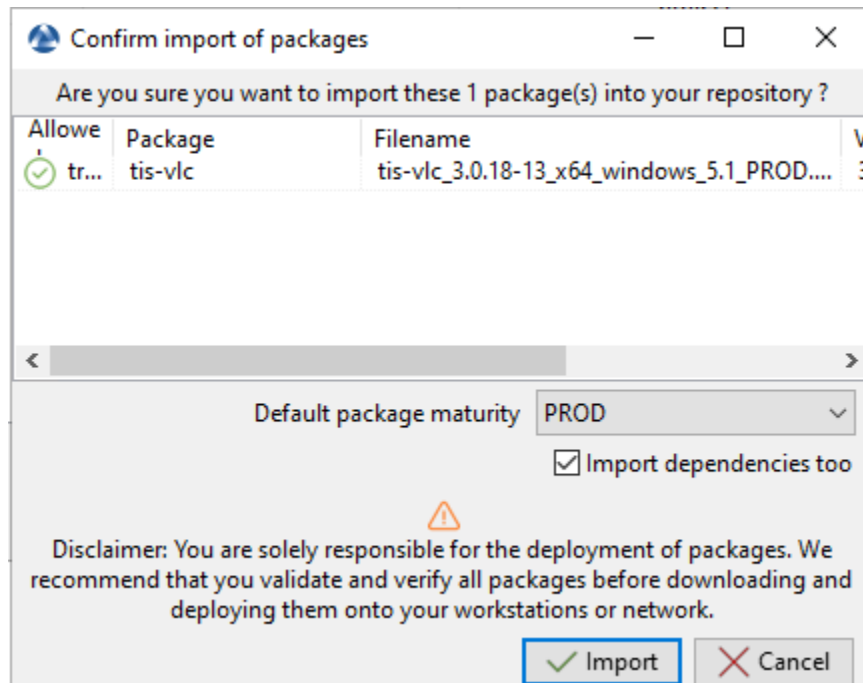 Confirm import of packages
Are you sure you want to import these 1 package(s) into your repository ?
Allowe Package Filename
tr... tis-vlc tis-vlc_3.0.18-13_x64_windows_5.1_PROD....
Default package maturity PROD
Import dependencies too
Disclaimer: You are solely responsible for the deployment of packages. We
recommend that you validate and verify all packages before downloading and
deploying them onto your workstations or network.
Import Cancel